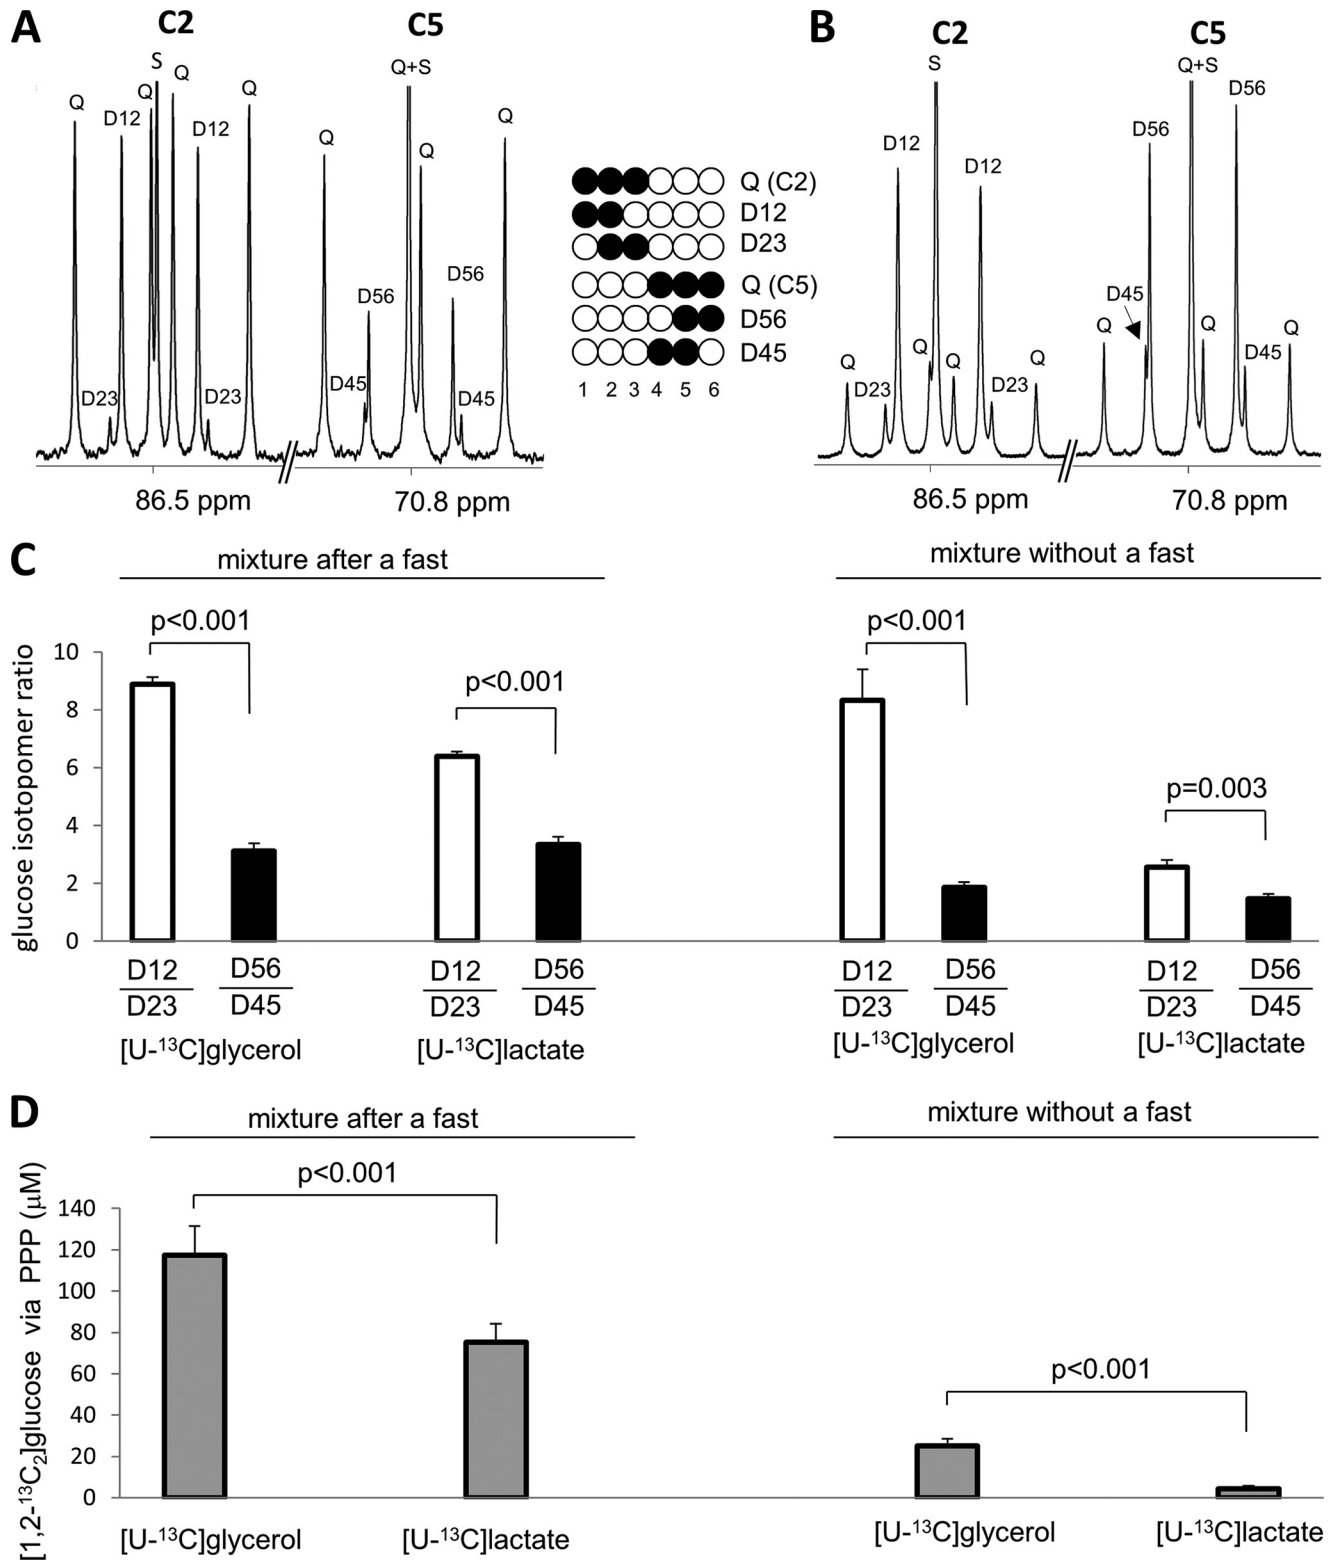 A
C2
C5
S
Q
Q
Q
Q
D12
D12
D23
D23
Q+S
Q
Q
Q
D56
D56
D45
D45
86.5 ppm
70.8 ppm
Q (C2)
D12
D23
Q (C5)
D56
D45
1 2 3 4 5 6
B
C2
C5
S
D12
D12
Q
Q
Q
Q
D23
D23
Q+S
D56
D56
D45
D45
Q
Q
Q
86.5 ppm
70.8 ppm
C
mixture after a fast
mixture without a fast
glucose isotopomer ratio
10
8
6
4
2
0
p<0.001
p<0.001
p<0.001
p=0.003
D12 D56 D12 D56 D12 D56 D12 D56
D23 D45 D23 D45 D23 D45 D23 D45
[U-¹³C]glycerol [U-¹³C]lactate [U-¹³C]glycerol [U-¹³C]lactate
D
mixture after a fast
mixture without a fast
[1,2-¹³C₂]glucose via PPP (µM)
140
120
100
80
60
40
20
0
p<0.001
p<0.001
[U-¹³C]glycerol [U-¹³C]lactate [U-¹³C]glycerol [U-¹³C]lactate